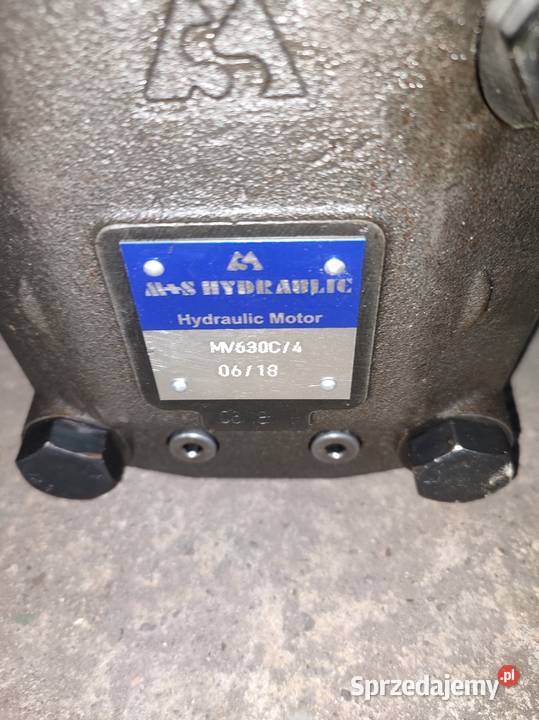 M+S HYDRAULIC
Hydraulic Motor
MV630C/4
06/18
Sprzedajemy.pl